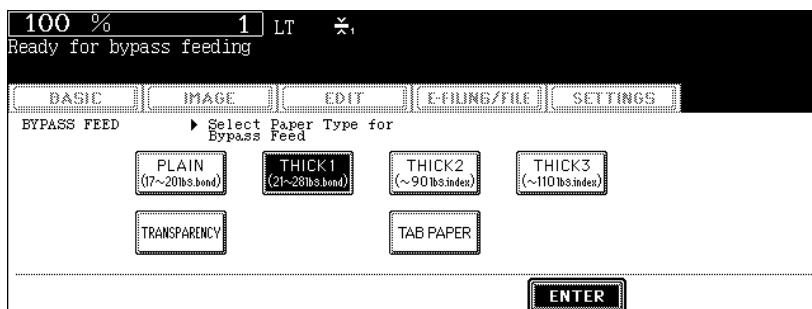 100 % 1 LT 1
Ready for bypass feeding
BASIC IMAGE EDIT E-FILING/FILE SETTINGS
BYPASS FEED ▶ Select Paper Type for
Bypass Feed
PLAIN THICK1 THICK2 THICK3
(17~20lbs.bond) (21~28lbs.bond) (~90lbs.index) (~110lbs.index)
TRANSPARENCY TAB PAPER
ENTER